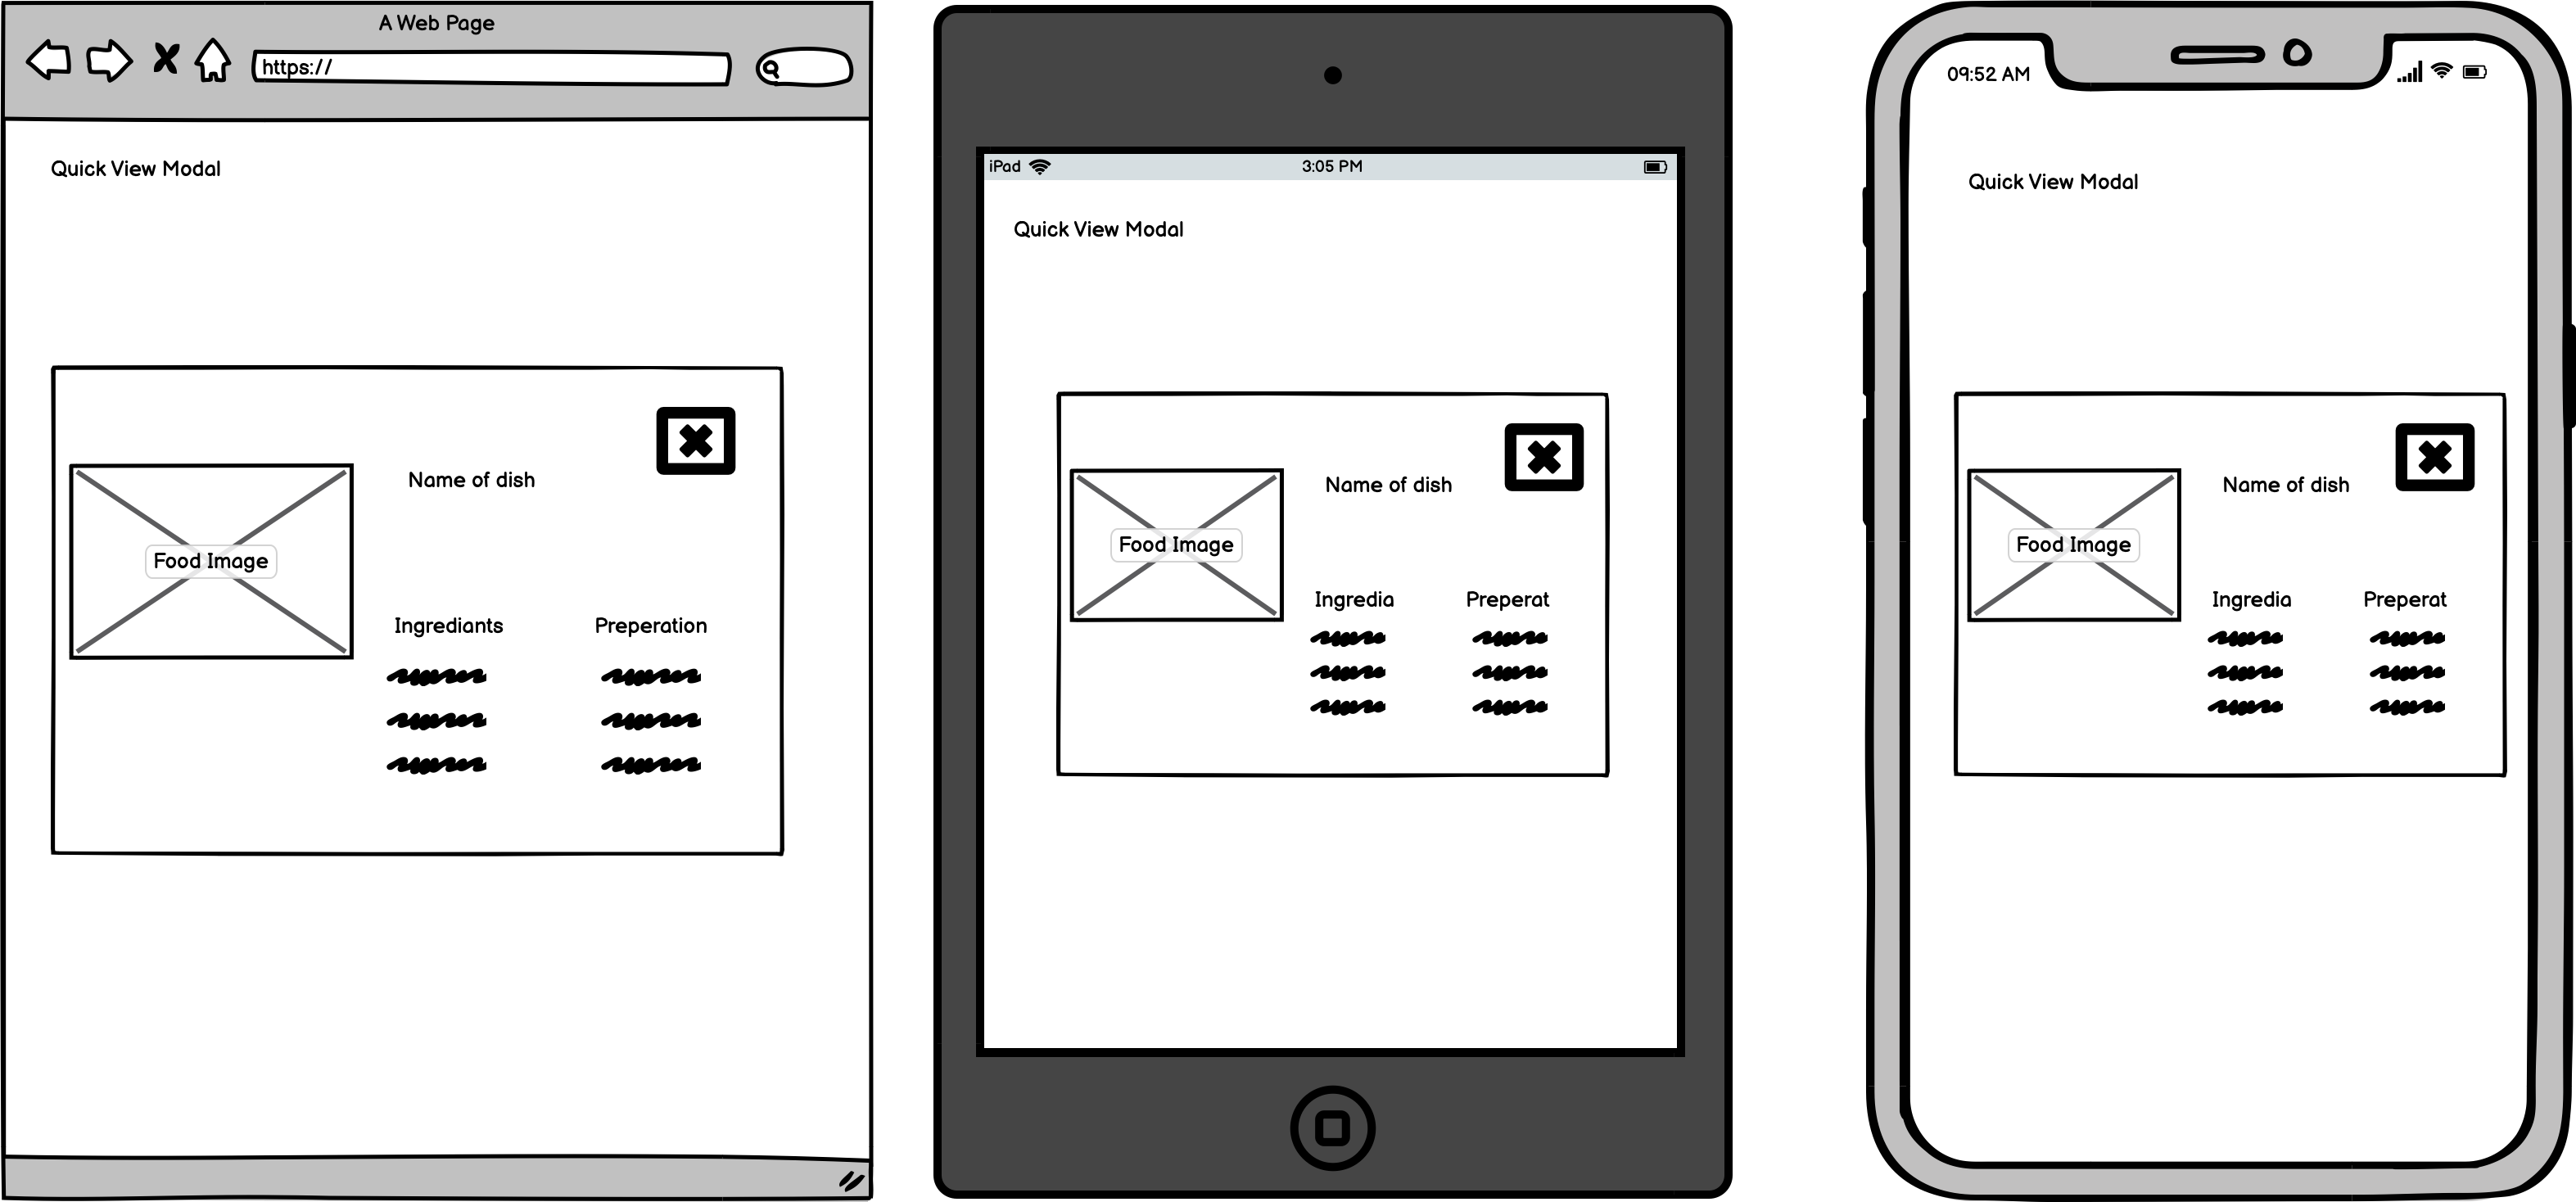 A Web Page
https://
Quick View Modal
Name of dish
Food Image
Ingrediants
Preperation
iPad
3:05 PM
Quick View Modal
Name of dish
Food Image
Ingredia
Preperat
09:52 AM
Quick View Modal
Name of dish
Food Image
Ingredia
Preperat